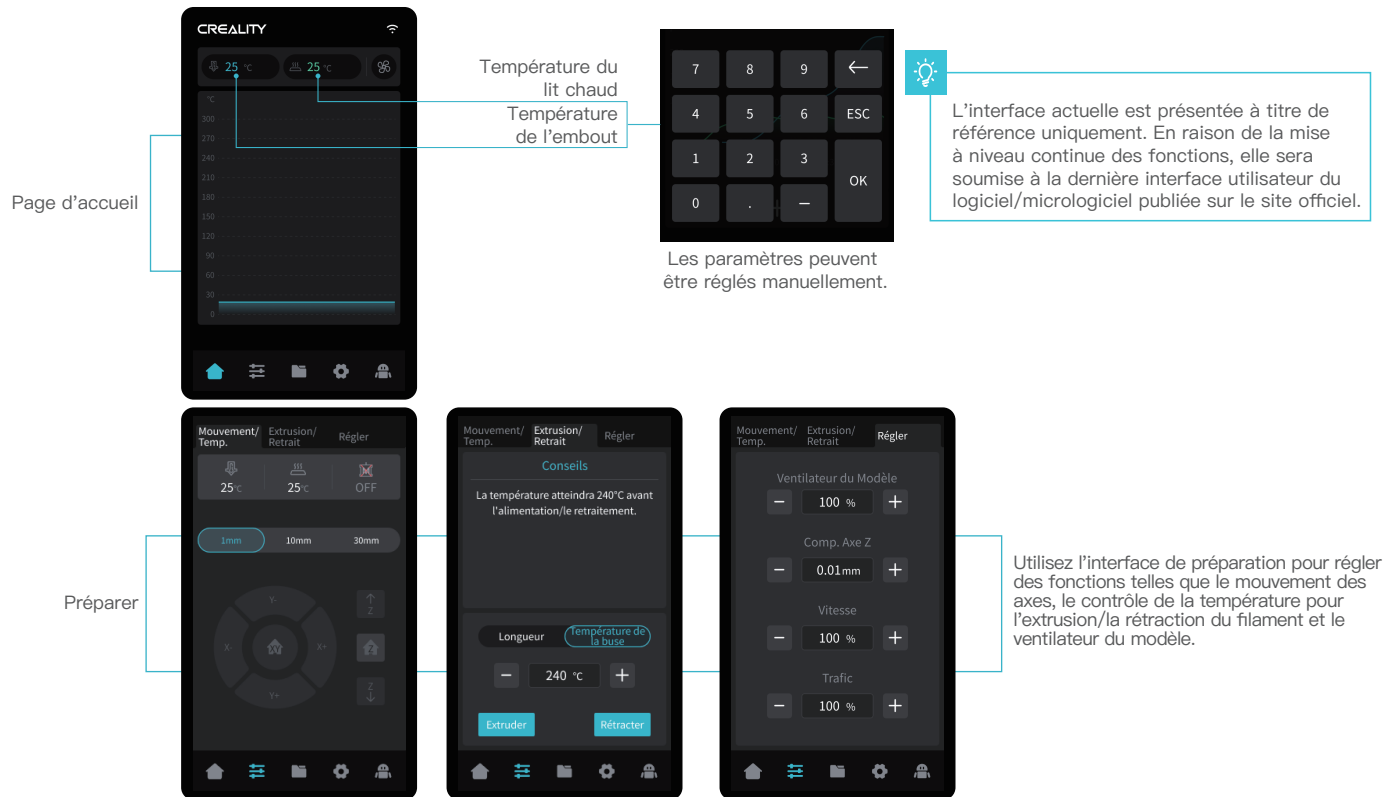 CREALITY
25 °C
25 °C
°C
300
270
240
210
180
150
120
90
60
30
0
Page d'accueil
Température du
lit chaud
Température
de l'embout
7 8 9 ←
4 5 6 ESC
1 2 3
OK
0 . −
Les paramètres peuvent
être réglés manuellement.
L'interface actuelle est présentée à titre de
référence uniquement. En raison de la mise
à niveau continue des fonctions, elle sera
soumise à la dernière interface utilisateur du
logiciel/micrologiciel publiée sur le site officiel.
Préparer
Mouvement/
Temp.
Extrusion/
Retrait
Régler
25°C
25°C
OFF
1mm 10mm 30mm
Y-
X-
X+
Y+
↑
Z
Z
Z
↓
Mouvement/
Temp.
Extrusion/
Retrait
Régler
Conseils
La température atteindra 240°C avant
l'alimentation/le retraitement.
Longueur
Température de
la buse
− 240 °C +
Extruder Rétracter
Mouvement/
Temp.
Extrusion/
Retrait
Régler
Ventilateur du Modèle
− 100 % +
Comp. Axe Z
− 0.01mm +
Vitesse
− 100 % +
Trafic
− 100 % +
Utilisez l'interface de préparation pour régler
des fonctions telles que le mouvement des
axes, le contrôle de la température pour
l'extrusion/la rétraction du filament et le
ventilateur du modèle.